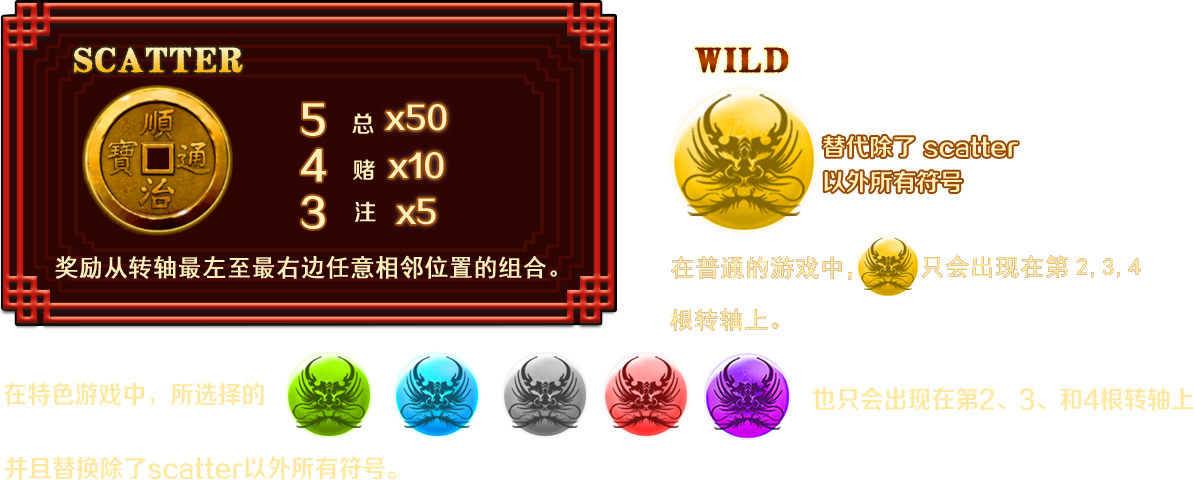 SCATTER
順
寶 通
治
5 总 x50
4 赌 x10
3 注 x5
奖励从转轴最左至最右边任意相邻位置的组合。
WILD
替代除了 scatter
以外所有符号
在普通的游戏中, 只会出现在第 2, 3, 4
根转轴上。
在特色游戏中，所选择的 也只会出现在第2、3、和4根转轴上
并且替换除了scatter以外所有符号。